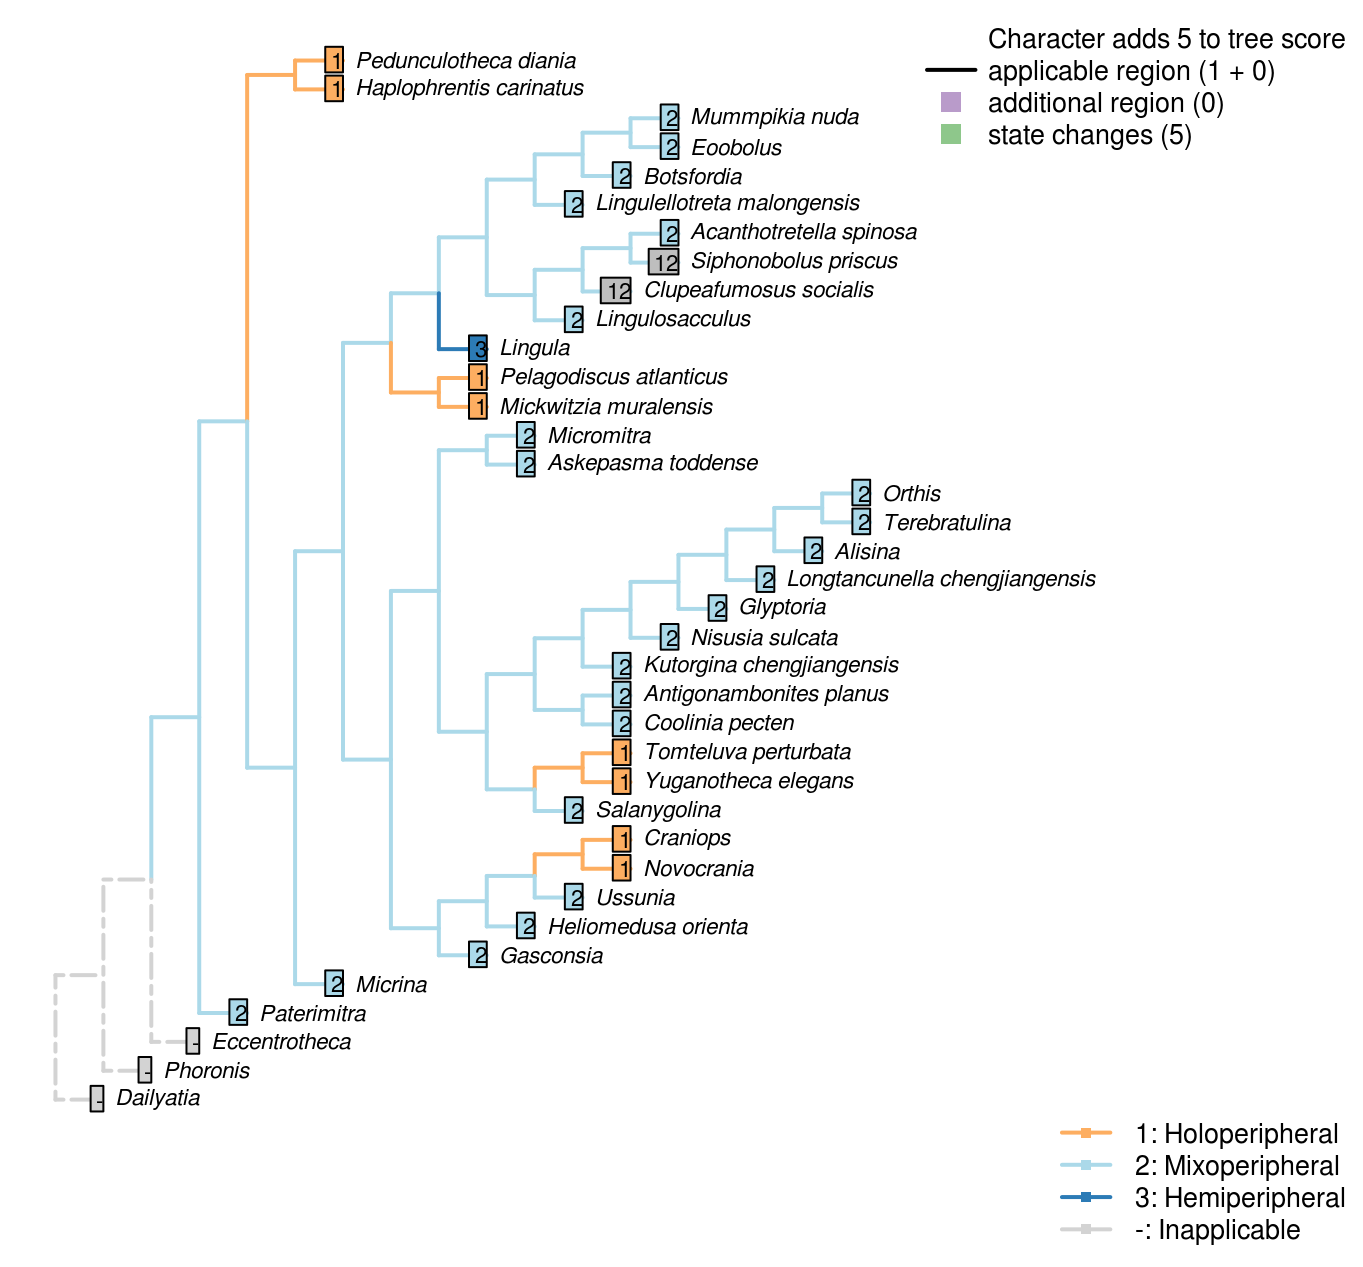 Character adds 5 to tree score
applicable region (1 + 0)
additional region (0)
state changes (5)
1 Pedunculotheca diania
1 Haplophrentis carinatus
2 Mummpikia nuda
2 Eoobolus
2 Botsfordia
2 Lingulellotreta malongensis
2 Acanthotretella spinosa
12 Siphonobolus priscus
12 Clupeafumosus socialis
2 Lingulosacculus
3 Lingula
1 Pelagodiscus atlanticus
1 Mickwitzia muralensis
2 Micromitra
2 Askepasma toddense
2 Orthis
2 Terebratulina
2 Alisina
2 Longtancunella chengjiangensis
2 Glyptoria
2 Nisusia sulcata
2 Kutorgina chengjiangensis
2 Antigonambonites planus
2 Coolinia pecten
1 Tomteluva perturbata
1 Yuganotheca elegans
2 Salanygolina
1 Craniops
1 Novocrania
2 Ussunia
2 Heliomedusa orienta
2 Gasconsia
2 Micrina
2 Paterimitra
- Eccentrotheca
- Phoronis
- Dailyatia
1: Holoperipheral
2: Mixoperipheral
3: Hemiperipheral
-: Inapplicable